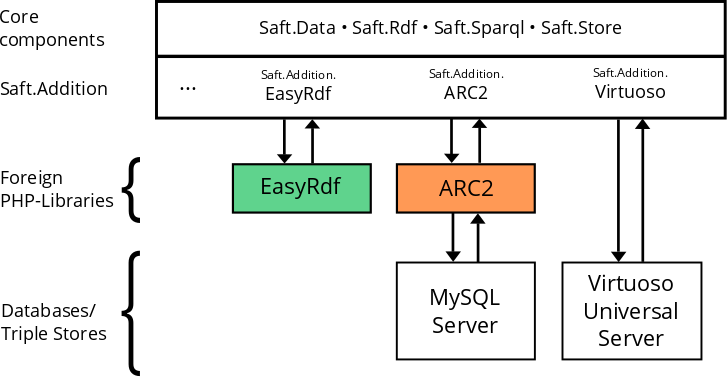 Core
components
Saft.Data • Saft.Rdf • Saft.Sparql • Saft.Store
Saft.Addition
...
Saft.Addition.
EasyRdf
Saft.Addition.
ARC2
Saft.Addition.
Virtuoso
Foreign
PHP-Libraries
EasyRdf
ARC2
Databases/
Triple Stores
MySQL
Server
Virtuoso
Universal
Server